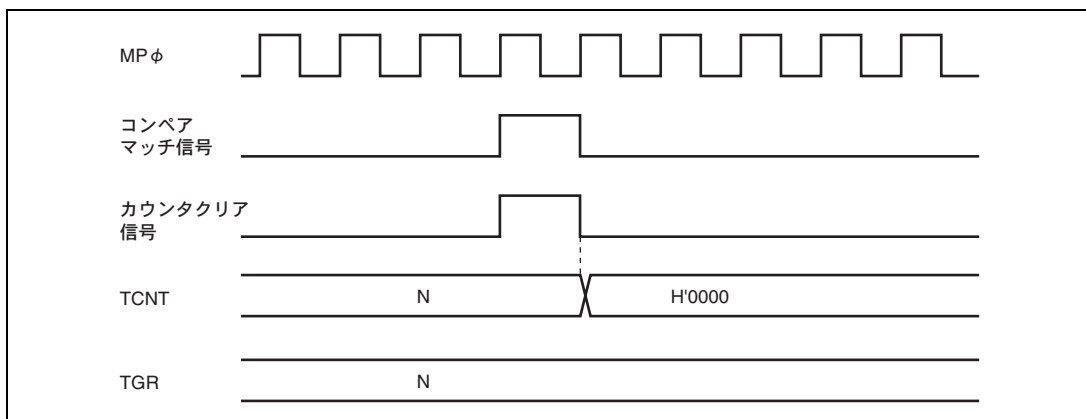 MPφ
コンペア
マッチ信号
カウンタクリア
信号
TCNT N H'0000
TGR N